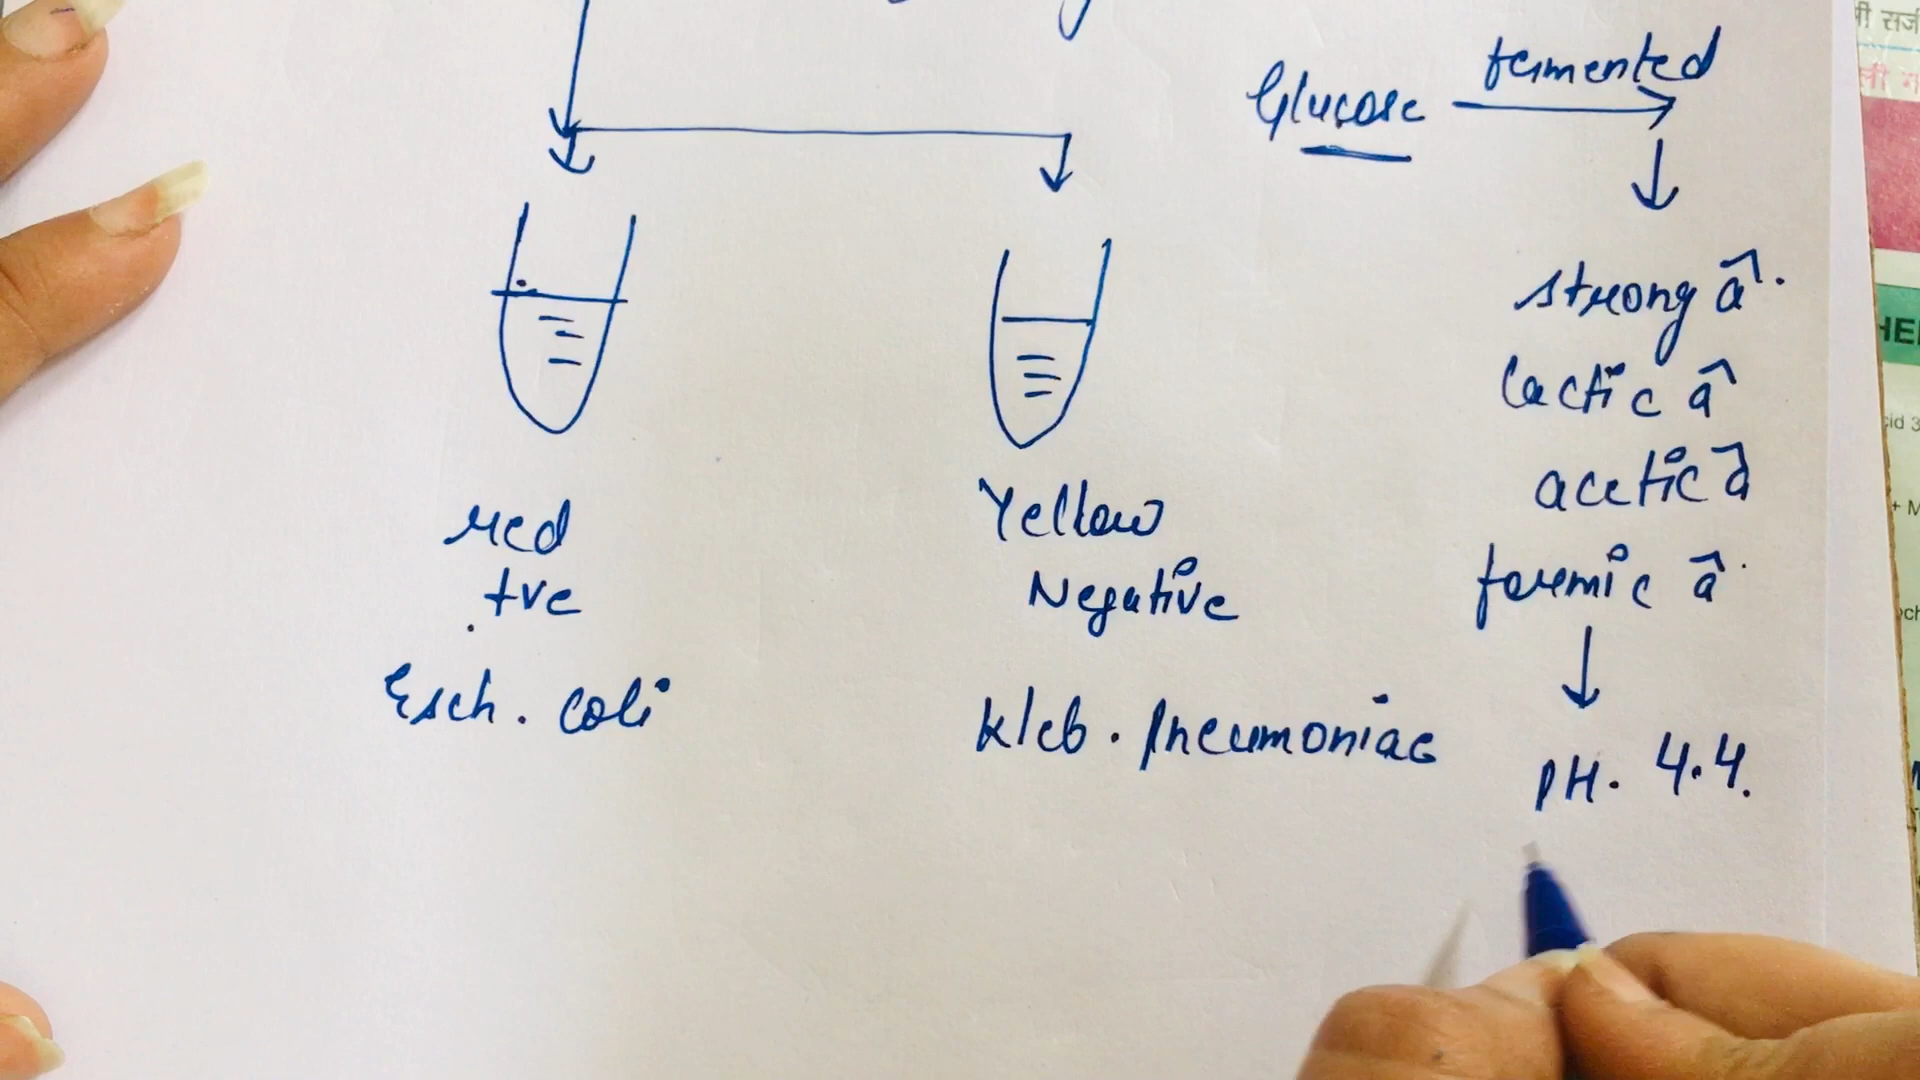 Glucose fermented
strong a
lactic a
acetic a
formic a
PH. 4.4.
red
+ve
Esch. coli
Yellow
Negative
Kleb. pneumoniae